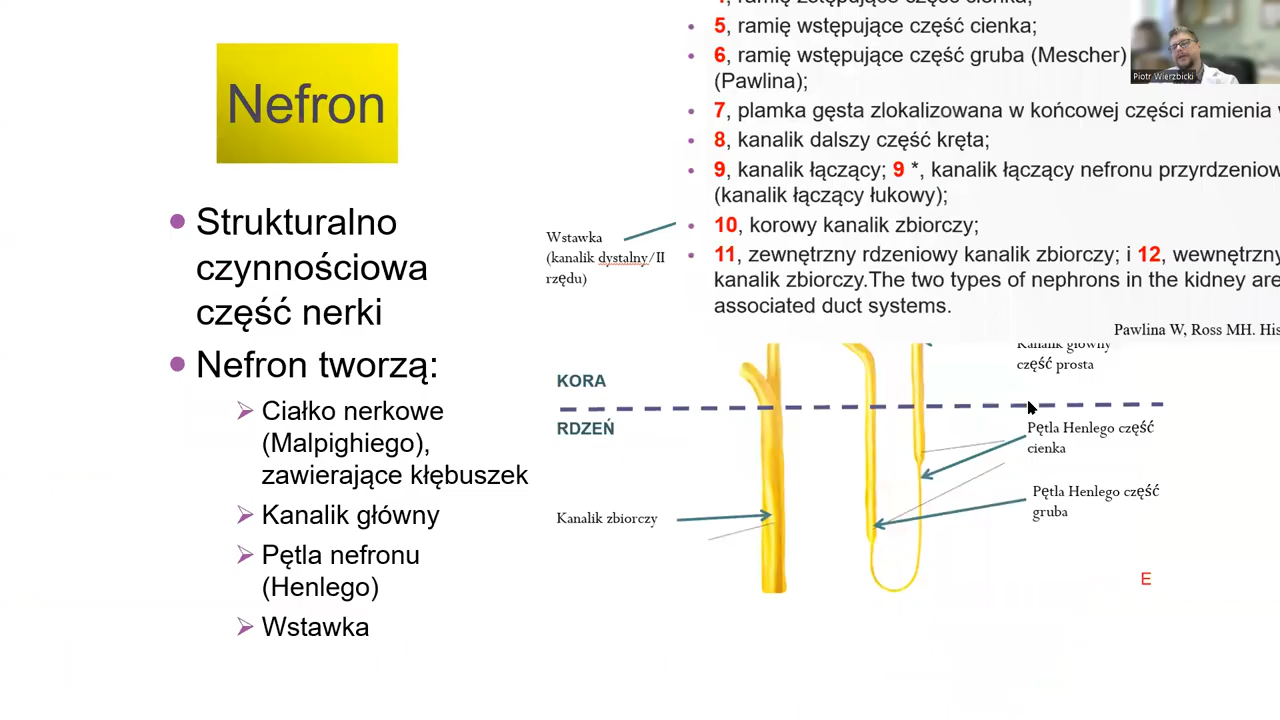 Nefron
Strukturalno
czynnościowa
część nerki
Nefron tworzą:
Ciałko nerkowe
(Malpighiego),
zawierające kłębuszek
Kanalik główny
Pętla nefronu
(Henlego)
Wstawka
5, ramię wstępujące część cienka;
6, ramię wstępujące część gruba (Mescher)
(Pawlina);
7, plamka gęsta zlokalizowana w końcowej części ramienia
8, kanalik dalszy część kręta;
9, kanalik łączący; 9 *, kanalik łączący nefronu
(kanalik łączący łukowy);
10, korowy kanalik zbiorczy;
11, zewnętrzny rdzeniowy kanalik zbiorczy; i 12,
kanalik zbiorczy.The two types of nephrons in the kidney are
associated duct systems.
Pawlina W, Ross MH.
Piotr Wierzbicki
Wstawka
(kanalik dystalny/II
rzędu)
Kanalik główny
część prosta
KORA
RDZEŃ
Pętla Henlego część
cienka
Pętla Henlego część
gruba
Kanalik zbiorczy
E